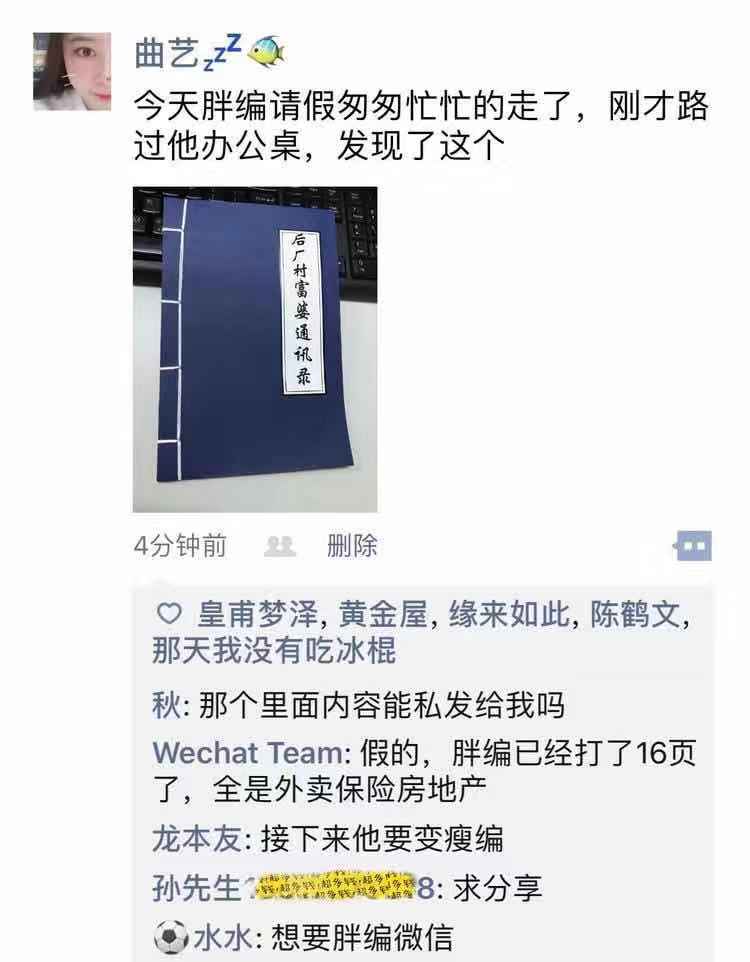 曲艺
今天胖编请假匆匆忙忙的走了，刚才路
过他办公桌，发现了这个
后厂村富婆通讯录
4分钟前 删除
皇甫梦泽, 黄金屋, 缘来如此, 陈鹤文,
那天我没有吃冰棍
秋: 那个里面内容能私发给我吗
Wechat Team: 假的，胖编已经打了16页
了，全是外卖保险房地产
龙本友: 接下来他要变瘦编
孙先生 8: 求分享
水水: 想要胖编微信